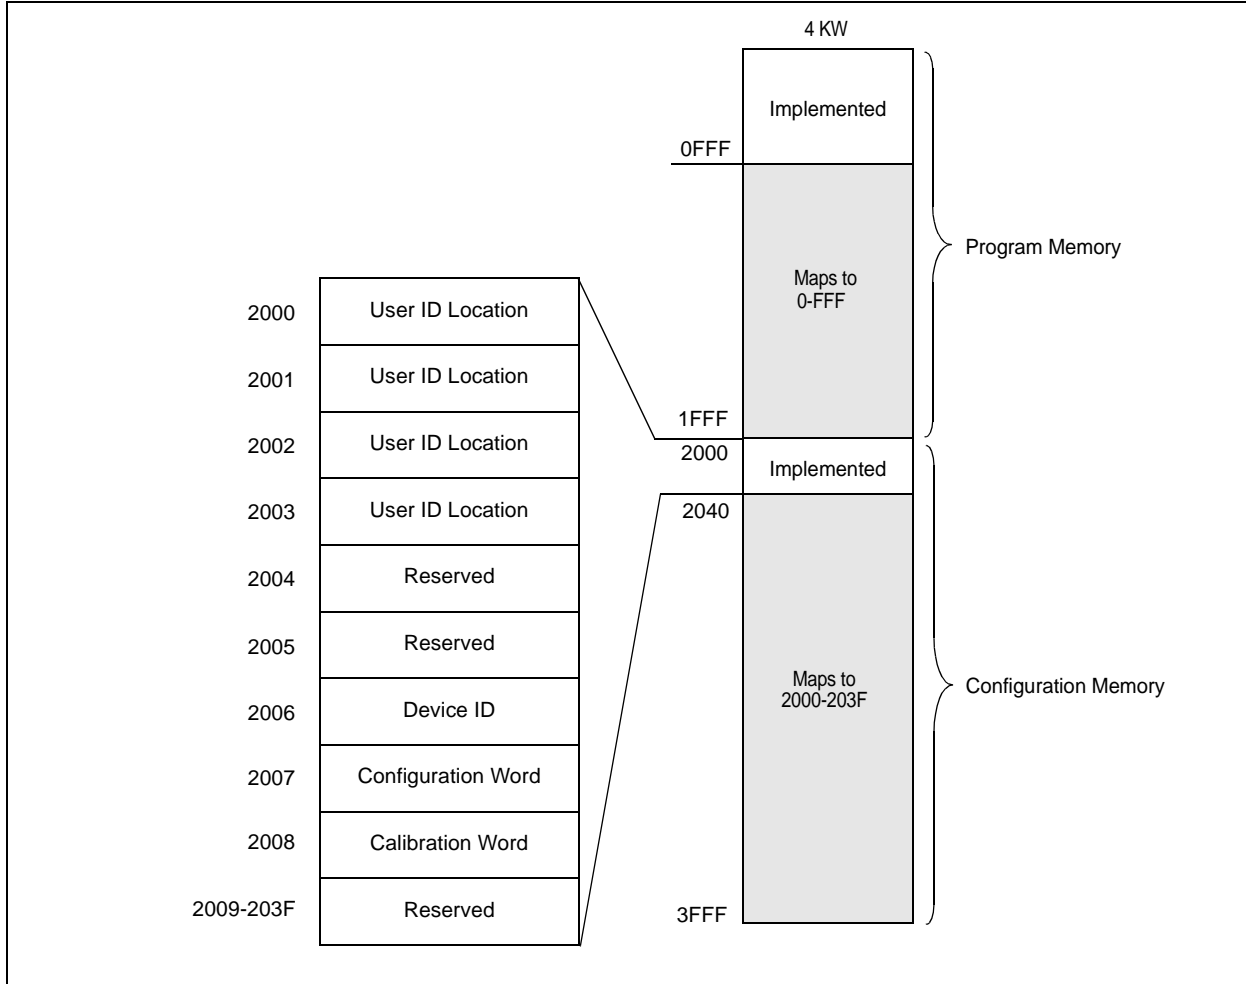 4 KW
Implemented
0FFF
Maps to
0-FFF
Program Memory
1FFF
2000
Implemented
2040
Maps to
2000-203F
Configuration Memory
3FFF
2000
User ID Location
2001
User ID Location
2002
User ID Location
2003
User ID Location
2004
Reserved
2005
Reserved
2006
Device ID
2007
Configuration Word
2008
Calibration Word
2009-203F
Reserved